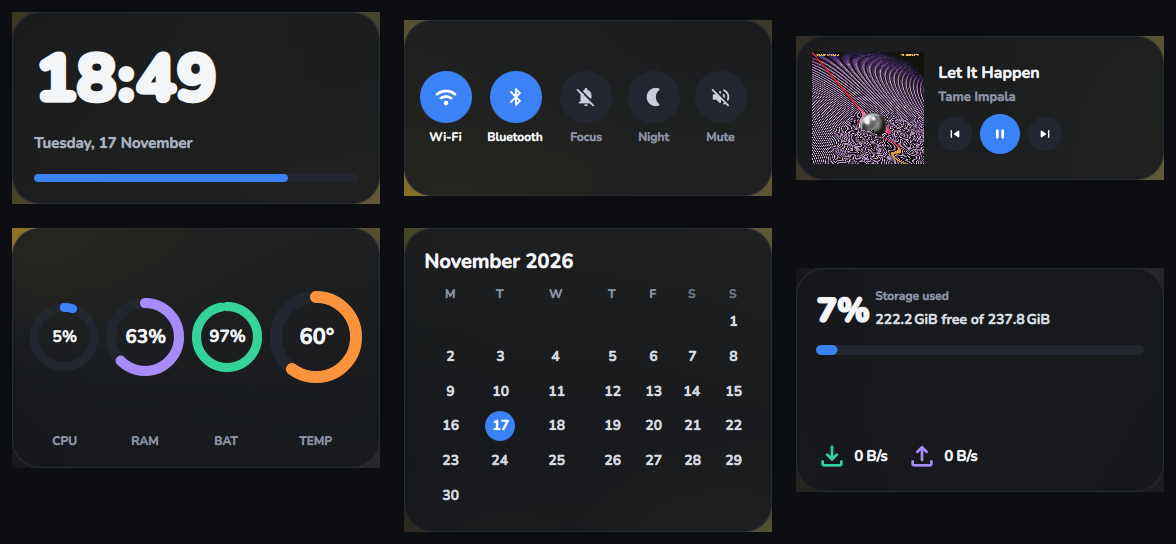 18:49
Tuesday, 17 November
Wi-Fi Bluetooth Focus Night Mute
Let It Happen
Tame Impala
5% 63% 97% 60°
CPU RAM BAT TEMP
November 2026
M T W T F S S
1
2 3 4 5 6 7 8
9 10 11 12 13 14 15
16 17 18 19 20 21 22
23 24 25 26 27 28 29
30
7% Storage used
222.2 GiB free of 237.8 GiB
0 B/s 0 B/s